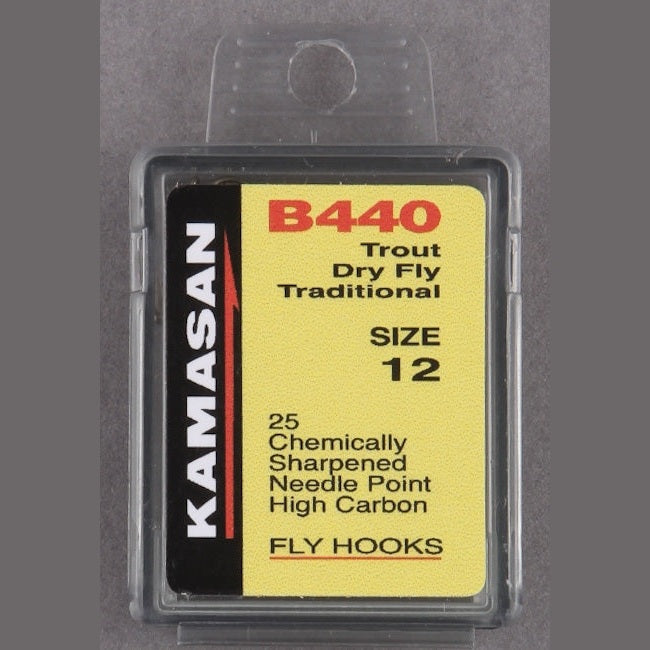 KAMASAN
B440
Trout
Dry Fly
Traditional
SIZE
12
25
Chemically
Sharpened
Needle Point
High Carbon
FLY HOOKS